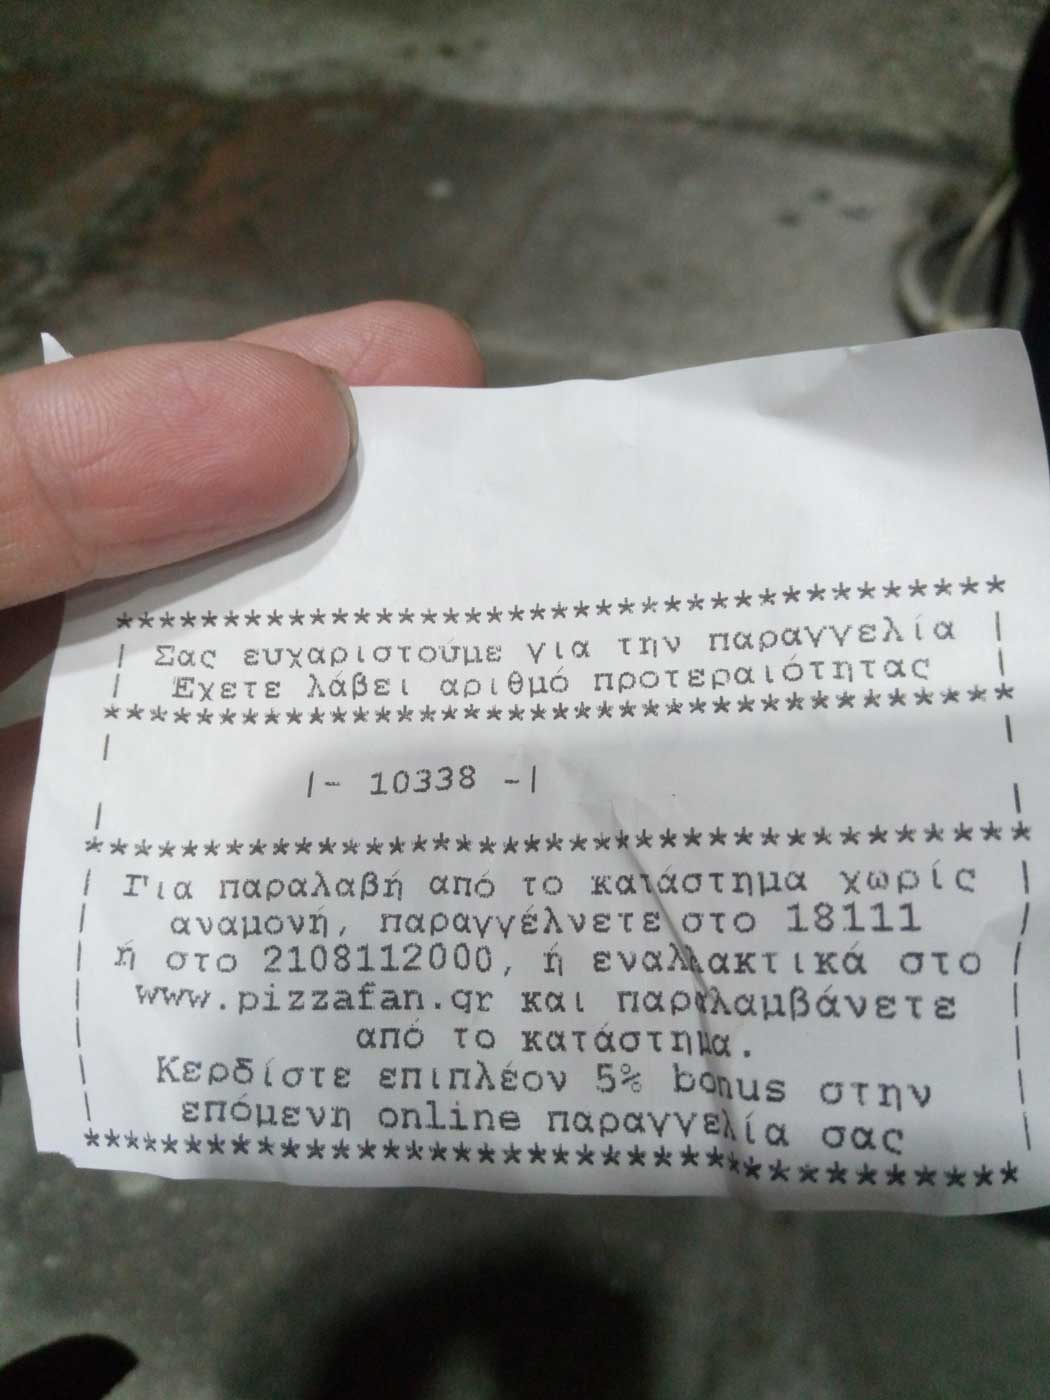 ************************************
| Σας ευχαριστούμε για την παραγγελία |
| Έχετε λάβει αριθμό προτεραιότητας |
************************************
| |
|- 10338 -|
| |
************************************
| Για παραλαβή από το κατάστημα χωρίς |
| αναμονή, παραγγέλνετε στο 18111 |
| ή στο 2108112000, ή εναλλακτικά στο |
| www.pizzafan.gr και παραλαμβάνετε |
| από το κατάστημα. |
| Κερδίστε επιπλέον 5% bonus στην |
| επόμενη online παραγγελία σας |
************************************